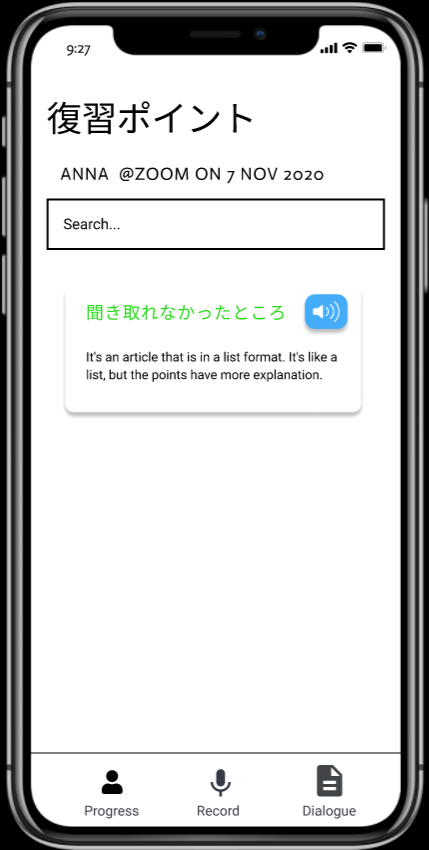 9:27
復習ポイント
ANNA @ZOOM ON 7 NOV 2020
Search...
聞き取れなかったところ
It's an article that is in a list format. It's like a
list, but the points have more explanation.
Progress Record Dialogue